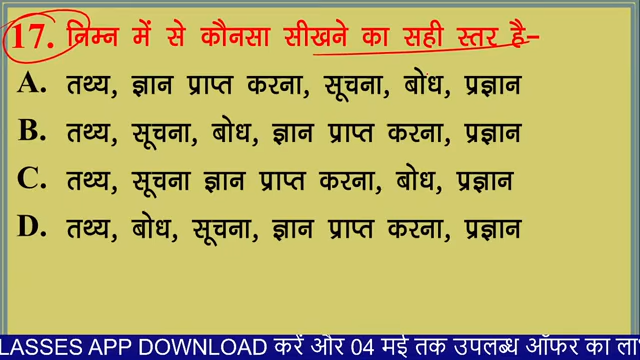 17. निम्न में से कौनसा सीखने का सही स्तर है-
A. तथ्य, ज्ञान प्राप्त करना, सूचना, बोध, प्रज्ञान
B. तथ्य, सूचना, बोध, ज्ञान प्राप्त करना, प्रज्ञान
C. तथ्य, सूचना ज्ञान प्राप्त करना, बोध, प्रज्ञान
D. तथ्य, बोध, सूचना, ज्ञान प्राप्त करना, प्रज्ञान
LASSES APP DOWNLOAD करें और 04 मई तक उपलब्ध ऑफर का ला